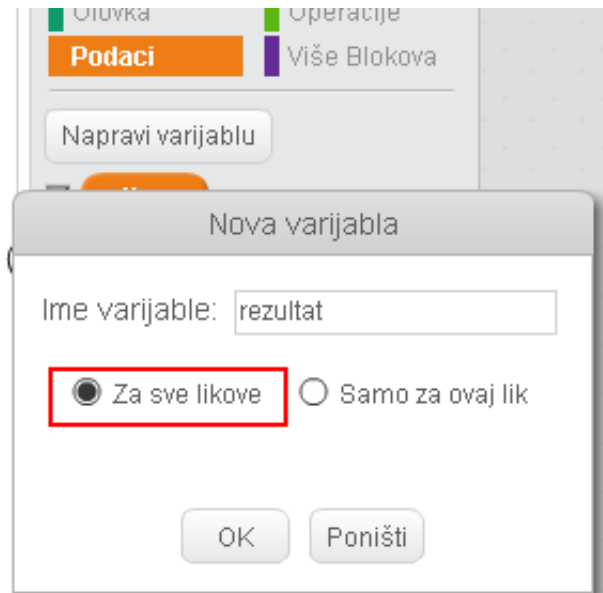 Olovka Operacije
Podaci Više Blokova
Napravi varijablu
Nova varijabla
Ime varijable: rezultat
Za sve likove Samo za ovaj lik
OK Poništi